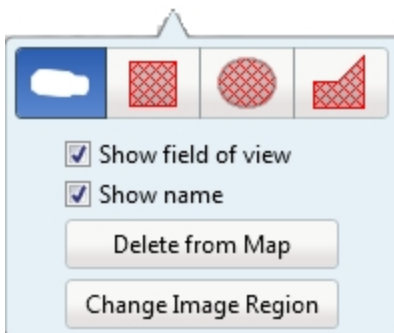 Show field of view
Show name
Delete from Map
Change Image Region